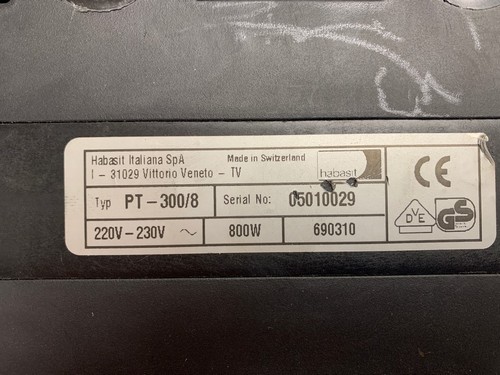 Habasit Italiana SpA Made in Switzerland
I - 31029 Vittorio Veneto - TV
habasit
CE
Typ PT-300/8 Serial No: 05010029
DVE GS
220V-230V ~ 800W 690310